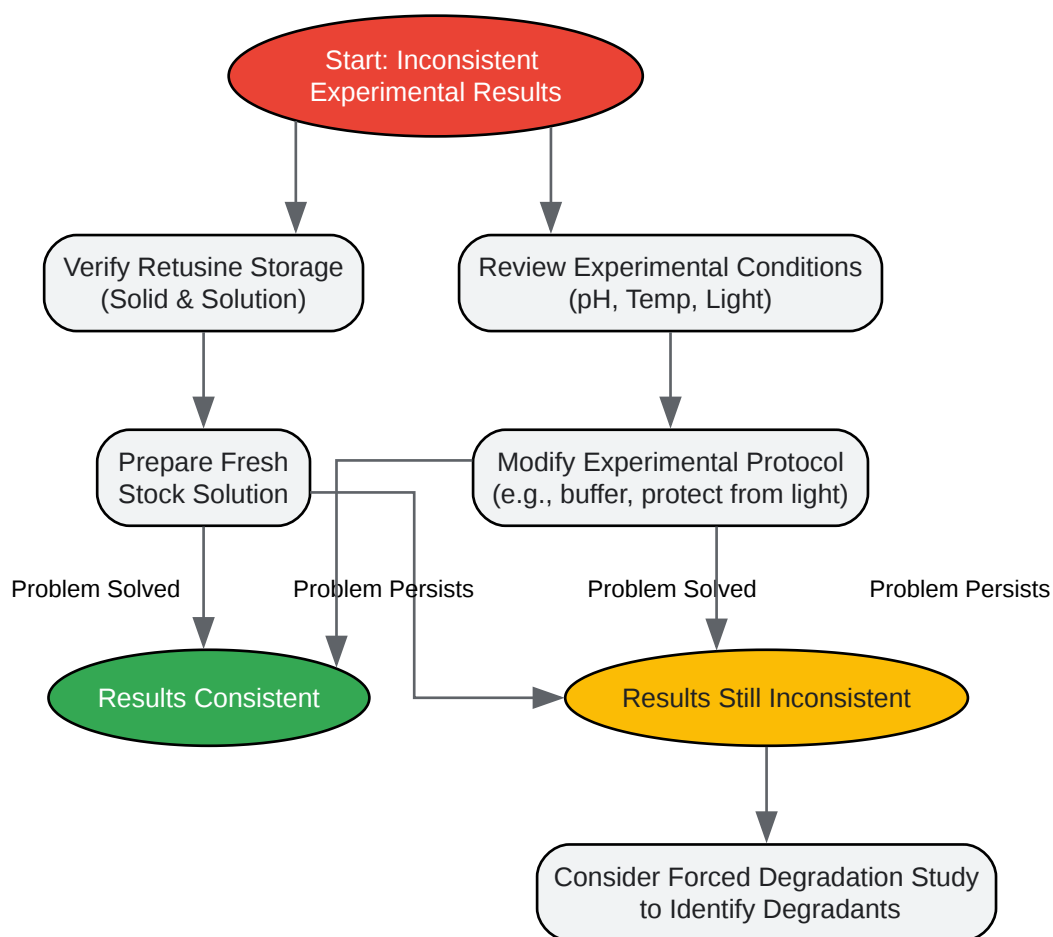 Start: Inconsistent
Experimental Results
Verify Retusine Storage
(Solid & Solution)
Review Experimental Conditions
(pH, Temp, Light)
Prepare Fresh
Stock Solution
Modify Experimental Protocol
(e.g., buffer, protect from light)
Problem Solved
Problem Persists
Problem Solved
Problem Persists
Results Consistent
Results Still Inconsistent
Consider Forced Degradation Study
to Identify Degradants